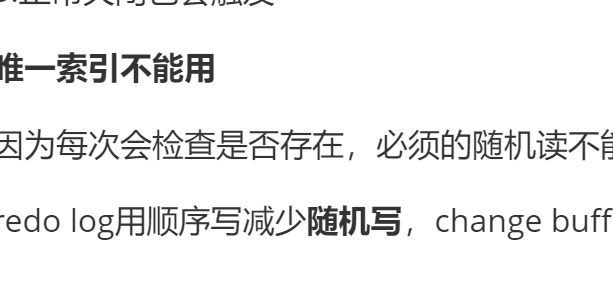 正常关闭也会触发
唯一索引不能用
因为每次会检查是否存在，必须的随机读不能
redo log用顺序写减少随机写，change buff